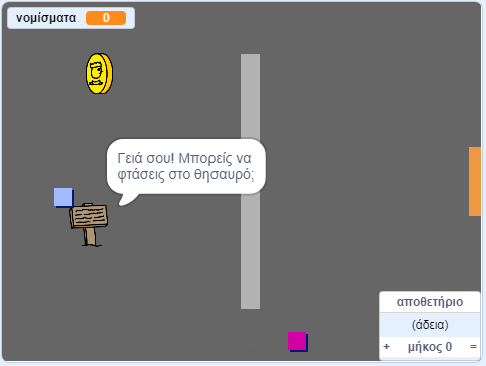 νομίσματα 0
Γειά σου! Μπορείς να
φτάσεις στο θησαυρό;
αποθετήριο
(άδεια)
+ μήκος 0 =